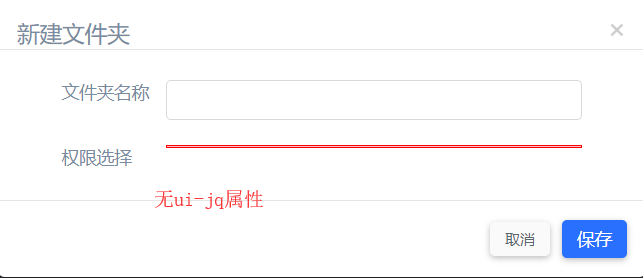 新建文件夹 ×
文件夹名称
权限选择
无ui-jq属性
取消 保存